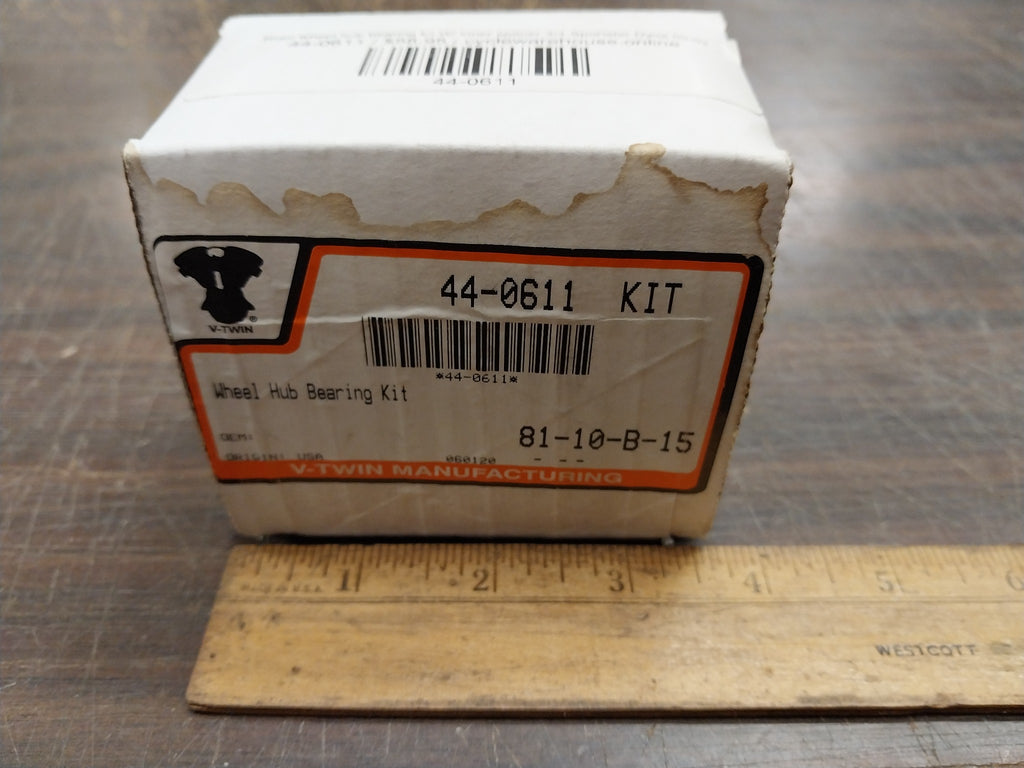 44-0611
44-0611 KIT
V-TWIN
®
*44-0611*
Wheel Hub Bearing Kit
OEM:
81-10-B-15
ORIGIN: USA 060120 - - -
V-TWIN MANUFACTURING
1 2 3 4 5 6
WESTCOTT